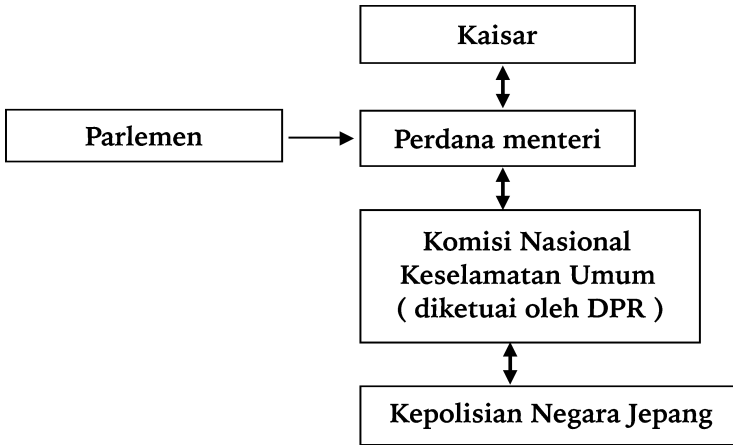 Kaisar
Parlemen
Perdana menteri
Komisi Nasional
Keselamatan Umum
( diketuai oleh DPR )
Kepolisian Negara Jepang